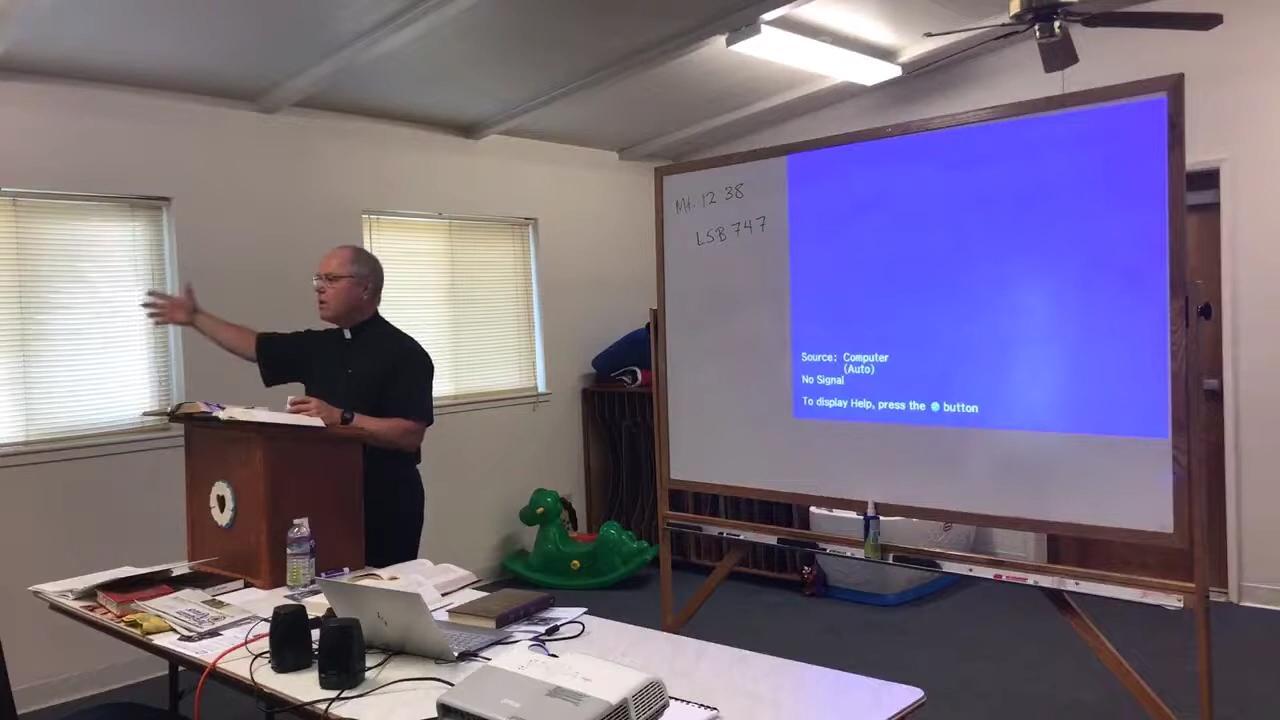 Mt. 12 38
LSB 747
Source: Computer
(Auto)
No Signal
To display Help, press the button